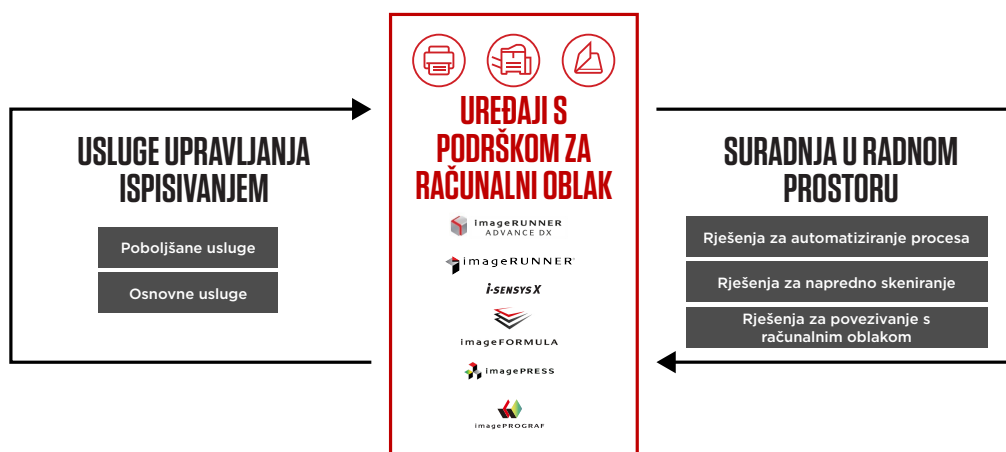 USLUGE UPRAVLJANJA
ISPISIVANJEM
Poboljšane usluge
Osnovne usluge
UREĐAJI S
PODRŠKOM ZA
RAČUNALNI OBLAK
imageRUNNER
ADVANCE DX
imageRUNNER
i-SENSYS X
imageFORMULA
imagePRESS
imagePROGRAF
SURADNJA U RADNOM
PROSTORU
Rješenja za automatiziranje procesa
Rješenja za napredno skeniranje
Rješenja za povezivanje s
računalnim oblakom